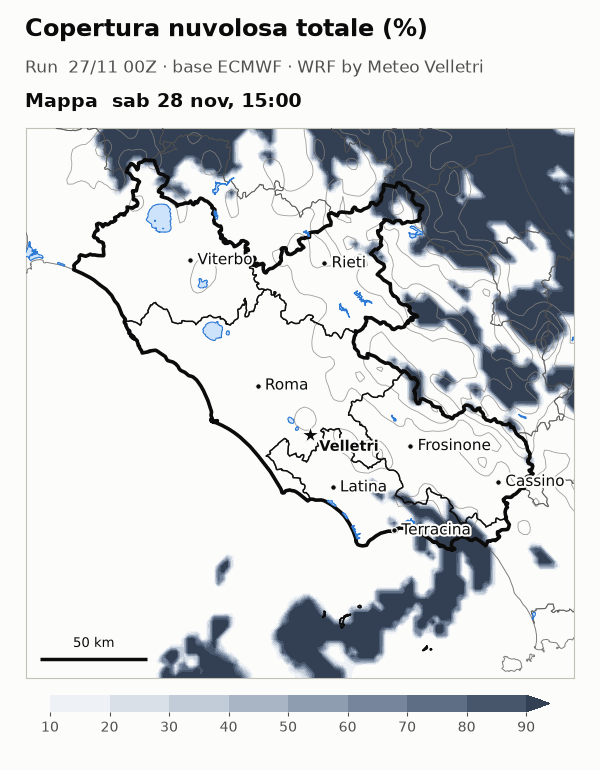 Copertura nuvolosa totale (%)
Run 27/11 00Z · base ECMWF · WRF by Meteo Velletri
Mappa sab 28 nov, 15:00
Viterbo
Rieti
Roma
Velletri
Frosinone
Latina
Cassino
Terracina
50 km
10 20 30 40 50 60 70 80 90